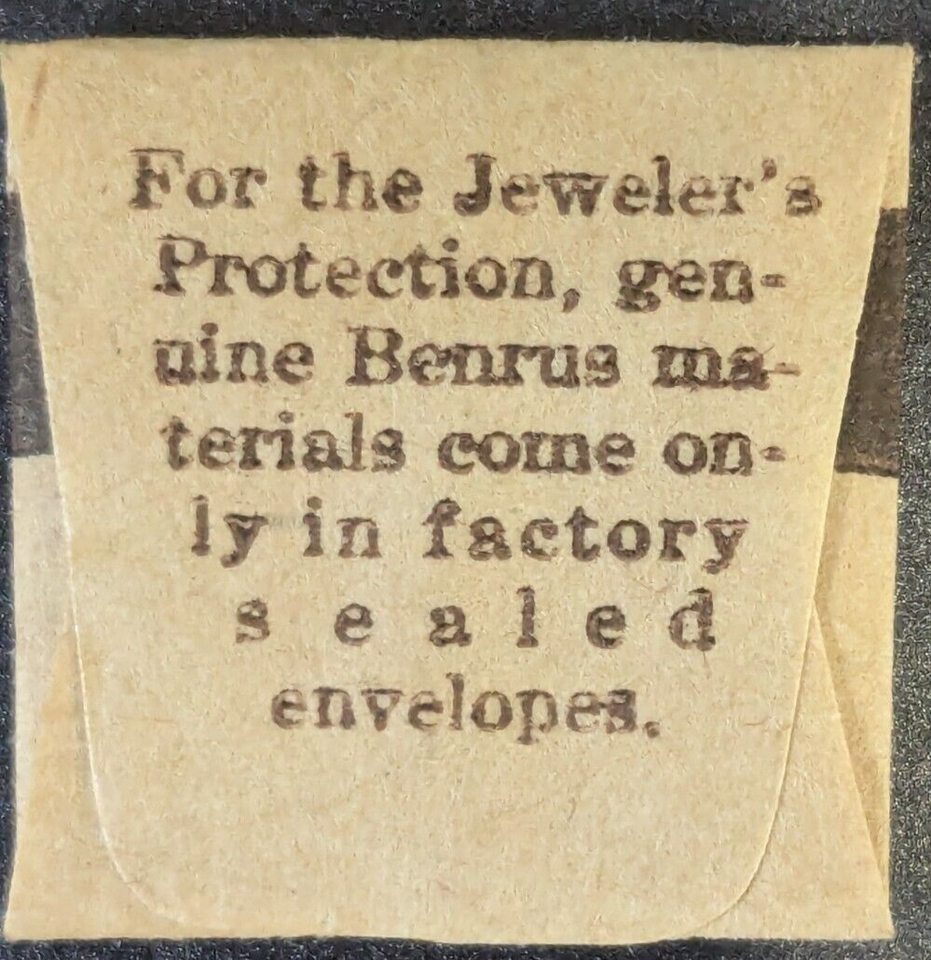 For the Jeweler's
Protection, gen-
uine Benrus ma-
terials come on-
ly in factory
s e a l e d
envelopes.